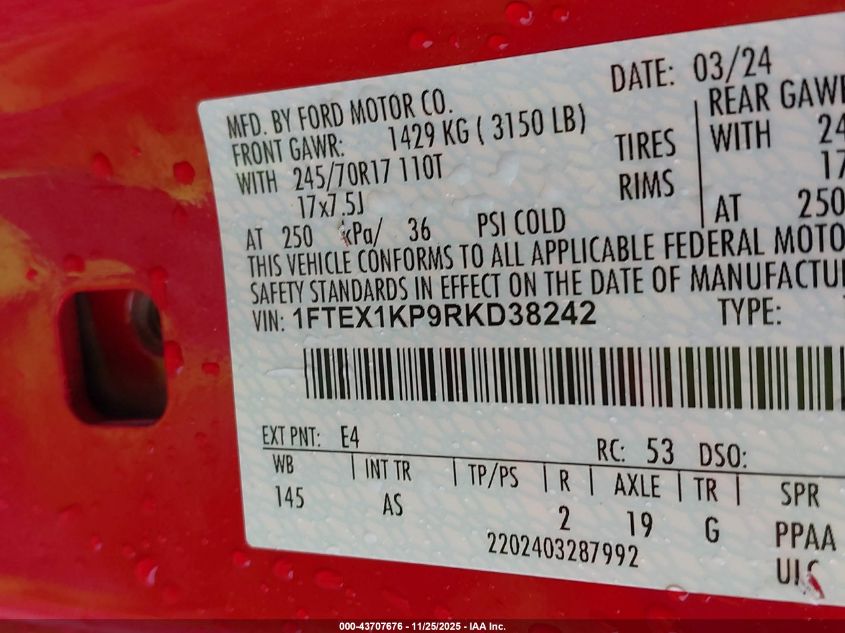 DATE: 03/24
MFD. BY FORD MOTOR CO.
FRONT GAWR: 1429 KG ( 3150 LB)
REAR GAWR
WITH 245/70R17 110T TIRES WITH 24
17x7.5J RIMS 17
AT 250 kPa/ 36 PSI COLD AT 250
THIS VEHICLE CONFORMS TO ALL APPLICABLE FEDERAL MOTO
SAFETY STANDARDS IN EFFECT ON THE DATE OF MANUFACTU
VIN: 1FTEX1KP9RKD38242 TYPE:
EXT PNT: E4 RC: 53 DSO:
WB INT TR TP/PS R AXLE TR SPR
145 AS 2 19 G PPAA
2202403287992
000-43707676 - 11/25/2025 - IAA Inc.